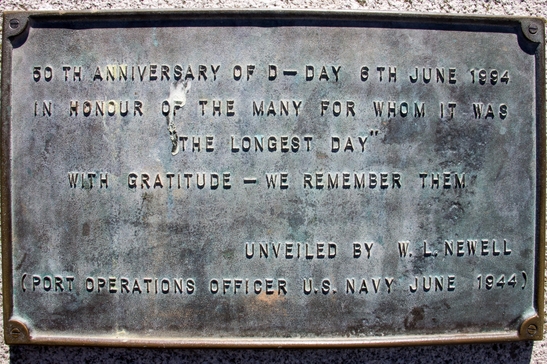 50 TH ANNIVERSARY OF D-DAY 6TH JUNE 1994
IN HONOUR OF THE MANY FOR WHOM IT WAS
"THE LONGEST DAY"
WITH GRATITUDE - WE REMEMBER THEM
UNVEILED BY W. L. NEWELL
(PORT OPERATIONS OFFICER U.S. NAVY JUNE 1944)